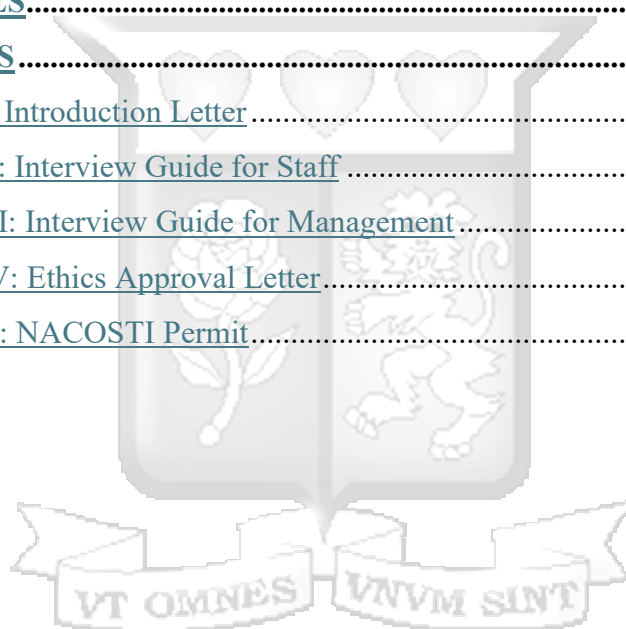 ES........................................................................
S........................................................................
Introduction Letter................................................
: Interview Guide for Staff....................................
I: Interview Guide for Management.....................
V: Ethics Approval Letter.......................................
: NACOSTI Permit................................................
VT OMNES VNVM SINT